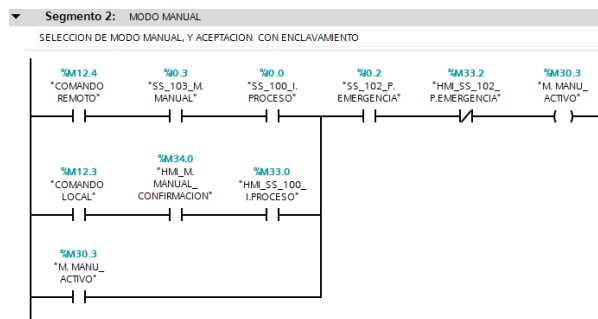 Segmento 2: MODO MANUAL
SELECCION DE MODO MANUAL, Y ACEPTACION CON ENCLAVAMIENTO
%M12.4 %I0.3 %I0.0 %I0.2 %M33.2 %M30.3
"COMANDO "SS_103_M. "SS_100_I. "SS_102_P. "HMI_SS_102_ "M. MANU_
REMOTO" MANUAL" PROCESO" EMERGENCIA" P.EMERGENCIA" ACTIVO"
%M34.0
%M12.3 "HMI_M. %M33.0
"COMANDO MANUAL_ "HMI_SS_100_
LOCAL" CONFIRMACION" I.PROCESO"
%M30.3
"M. MANU_
ACTIVO"